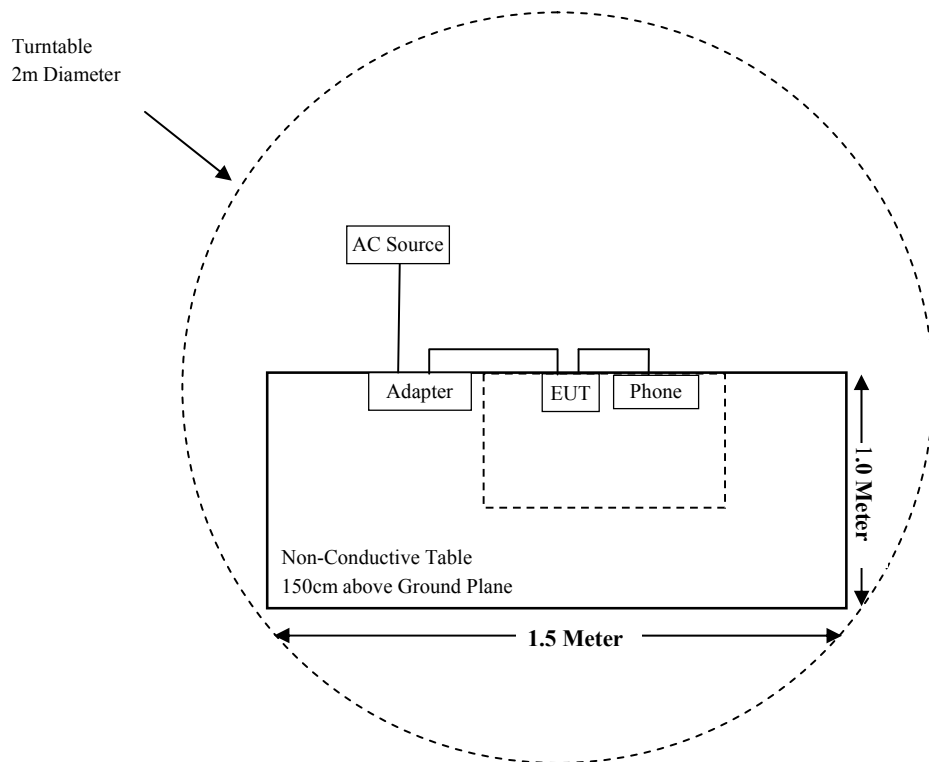 Turntable
2m Diameter
AC Source
Adapter
EUT
Phone
1.0 Meter
Non-Conductive Table
150cm above Ground Plane
1.5 Meter